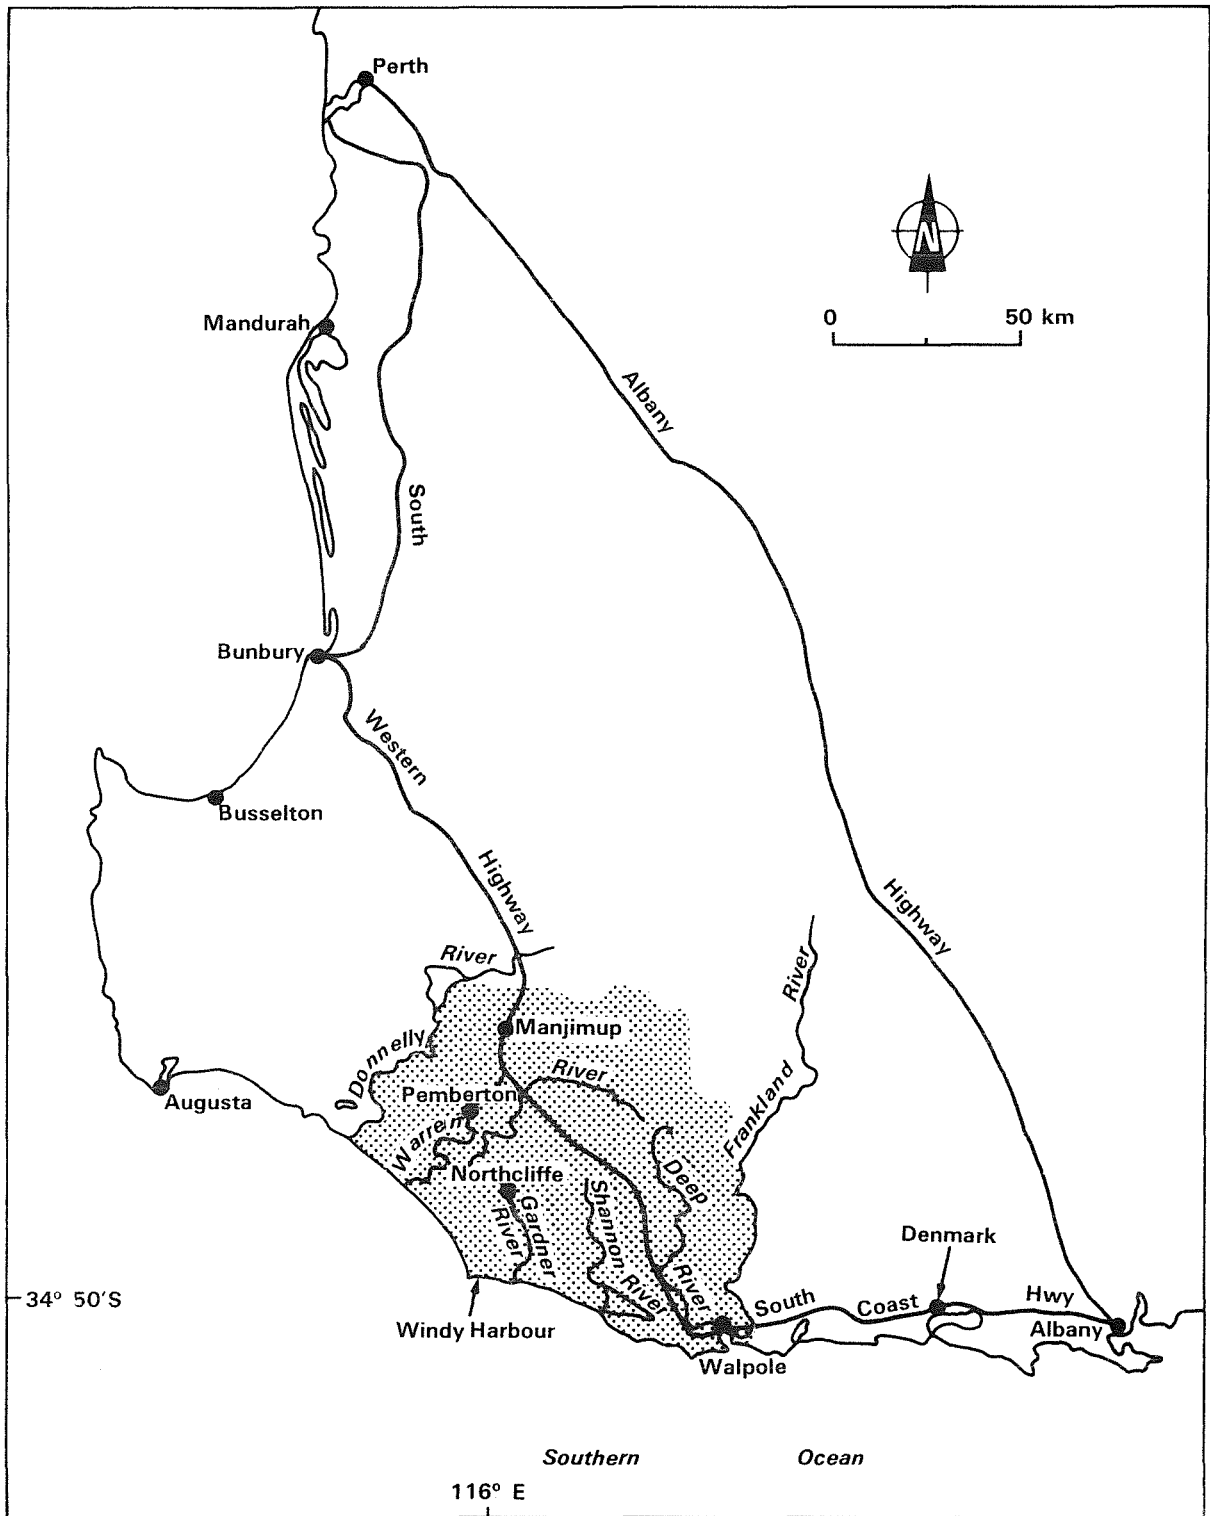 Perth
N
0 50 km
Mandurah
Albany
South
Bunbury
Western
Busselton
Highway
Highway
River
River
Manjimup
Donnelly
River
Augusta
Pemberton
Frankland
Warren
Deep
Northcliffe
Shannon
Gardner
River
Denmark
River
River
34° 50'S
South Coast Hwy
Windy Harbour
Albany
Walpole
Southern Ocean
116° E